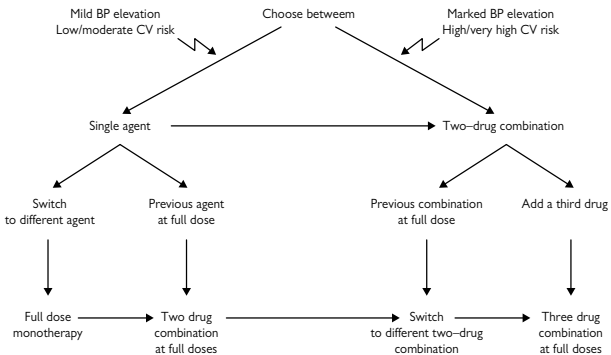 Mild BP elevation
Low/moderate CV risk
Choose betweem
Marked BP elevation
High/very high CV risk
Single agent
Two–drug combination
Switch
to different agent
Previous agent
at full dose
Previous combination
at full dose
Add a third drug
Full dose
monotherapy
Two drug
combination
at full doses
Switch
to different two–drug
combination
Three drug
combination
at full doses